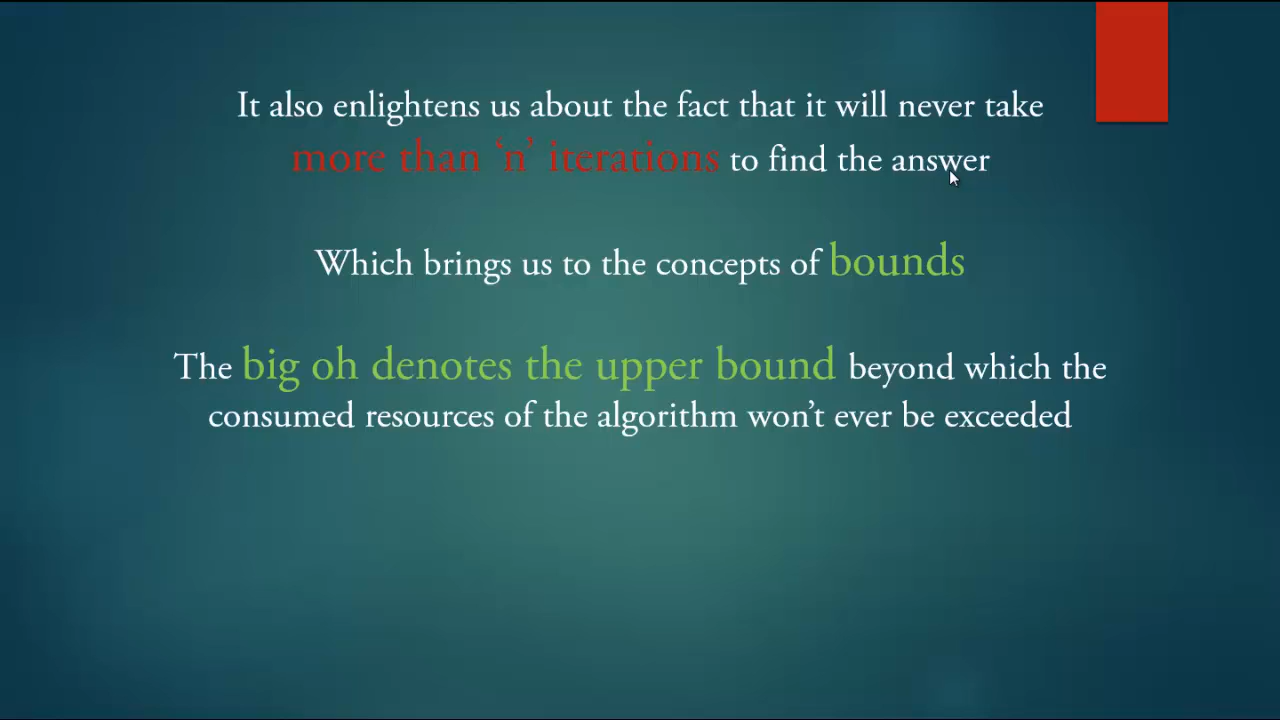 It also enlightens us about the fact that it will never take
more than ‘n’ iterations to find the answer
Which brings us to the concepts of bounds
The big oh denotes the upper bound beyond which the
consumed resources of the algorithm won’t ever be exceeded